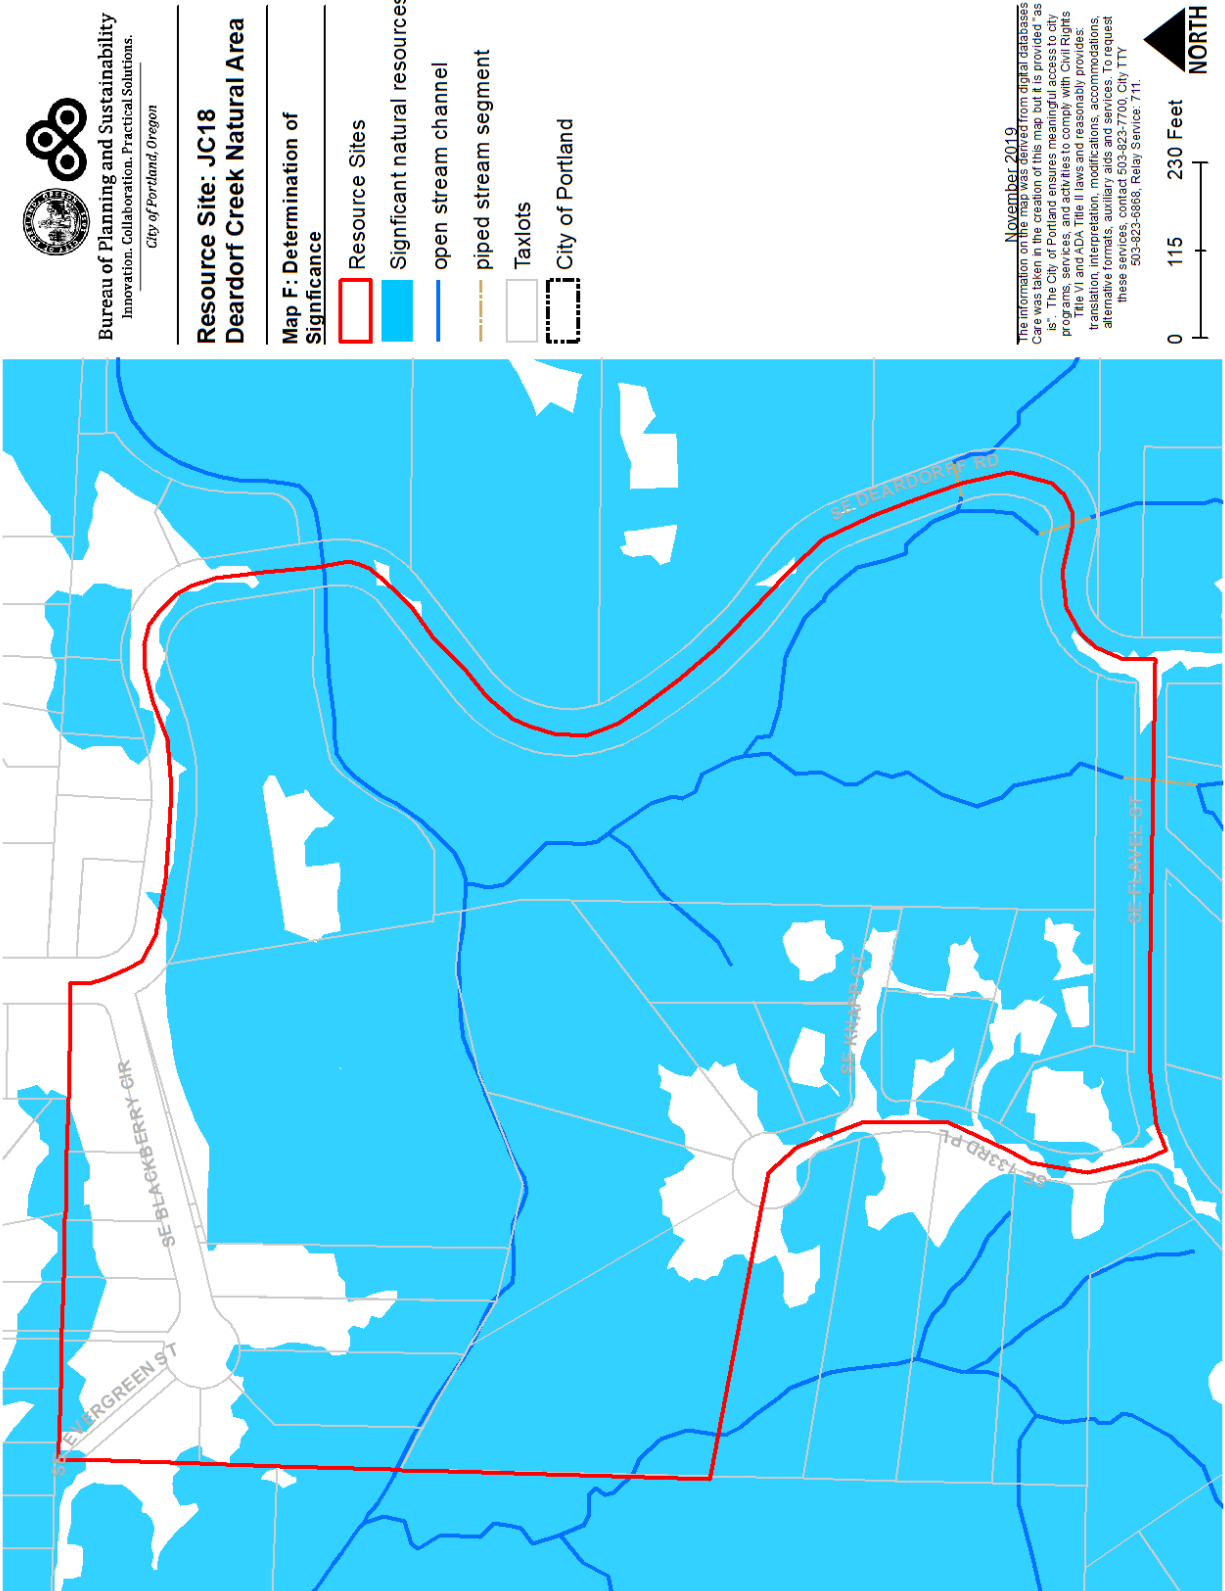 Bureau of Planning and Sustainability
Innovation. Collaboration. Practical Solutions.
City of Portland, Oregon
Resource Site: JC18
Deardorf Creek Natural Area
Map F: Determination of
Signficance
Resource Sites
Signficant natural resources
open stream channel
piped stream segment
Taxlots
City of Portland
November 2019
The information on the map was derived from digital databases
Care was taken in the creation of this map but it is provided "as
is". The City of Portland ensures meaningful access to city
programs, services, and activities to comply with Civil Rights
Title VI and ADA Title II laws and reasonably provides:
translation, interpretation, modifications, accommodations,
alternative formats, auxiliary aids and services. To request
these services, contact 503-823-7700, City TTY
503-823-6868, Relay Service: 711.
0 115 230 Feet
NORTH
SE DEARDORFF RD
SE FLAVEL ST
SE KNAPP CT
SE 133RD PL
SE BLACKBERRY CIR
SE EVERGREEN ST